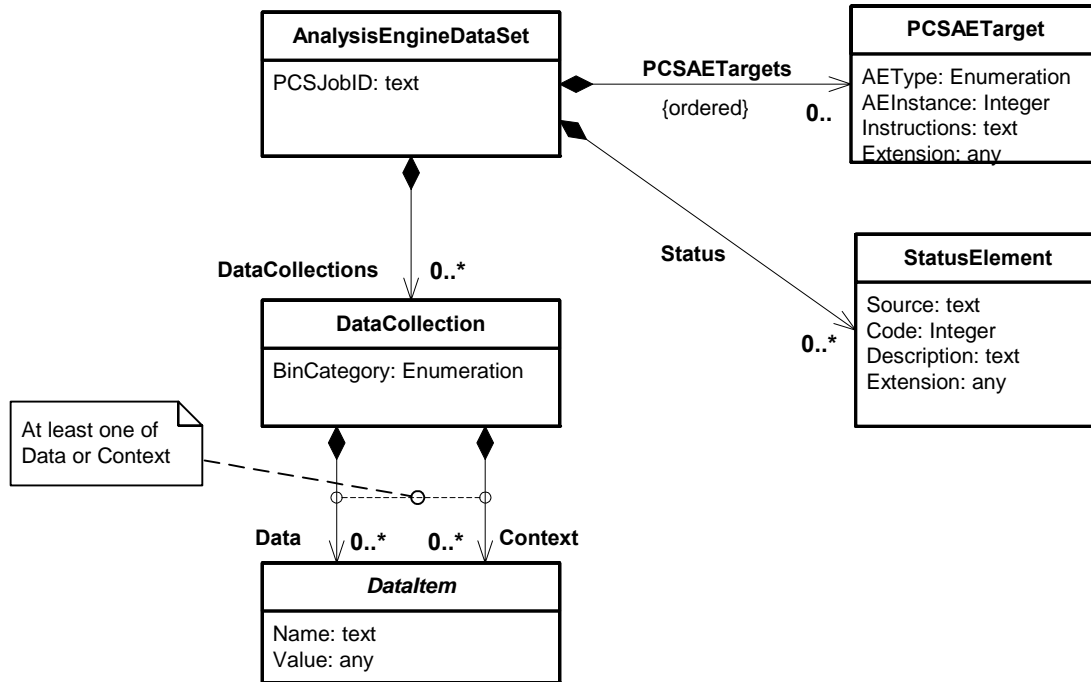 AnalysisEngineDataSet
PCSJobID: text
PCSAETargets
{ordered}
0..
PCSAETarget
AEType: Enumeration
AEInstance: Integer
Instructions: text
Extension: any
Status
0..*
StatusElement
Source: text
Code: Integer
Description: text
Extension: any
DataCollections
0..*
DataCollection
BinCategory: Enumeration
At least one of
Data or Context
Data
0..*
0..*
Context
DataItem
Name: text
Value: any